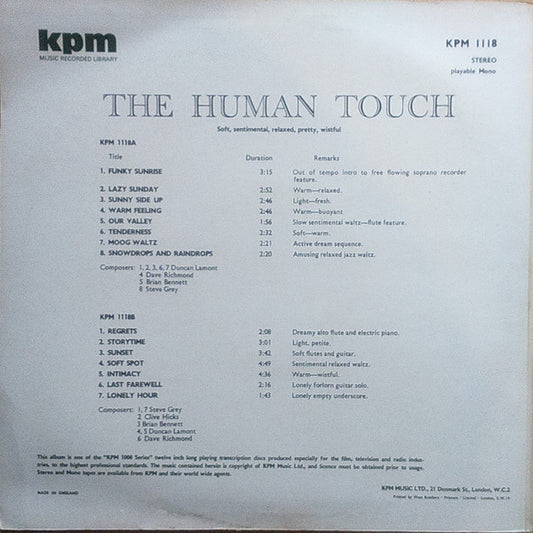 kpm
MUSIC RECORDED LIBRARY
KPM 1118
STEREO
playable Mono
THE HUMAN TOUCH
Soft, sentimental, relaxed, pretty, wistful
KPM 1118A
Title Duration Remarks
1. FUNKY SUNRISE 3:15 Out of tempo intro to free flowing soprano recorder
feature.
2. LAZY SUNDAY 2:52 Warm—relaxed.
3. SUNNY SIDE UP 2:46 Light—fresh.
4. WARM FEELING 2:46 Warm—buoyant
5. OUR VALLEY 1:56 Slow sentimental waltz—flute feature.
6. TENDERNESS 2:32 Soft—warm.
7. MOOG WALTZ 2:21 Active dream sequence.
8. SNOWDROPS AND RAINDROPS 2:20 Amusing relaxed jazz waltz.
Composers: 1, 2, 3, 6, 7 Duncan Lamont
4 Dave Richmond
5 Brian Bennett
8 Steve Grey
KPM 1118B
1. REGRETS 2:08 Dreamy alto flute and electric piano.
2. STORYTIME 3:01 Light, petite.
3. SUNSET 3:42 Soft flutes and guitar.
4. SOFT SPOT 4:49 Sentimental relaxed waltz.
5. INTIMACY 4:36 Warm—wistful.
6. LAST FAREWELL 2:16 Lonely forlorn guitar solo.
7. LONELY HOUR 1:43 Lonely empty underscore.
Composers: 1, 7 Steve Grey
2 Clive Hicks
3 Brian Bennett
4, 5 Duncan Lamont
6 Dave Richmond
This album is one of the "KPM 1000 Series" twelve inch long playing transcription discs produced especially for the film, television and radio indus-
tries, to the highest professional standards. The music contained herein is copyright of KPM Music Ltd., and licence must be obtained prior to usage.
Stereo and Mono tapes are available from KPM and their world wide agents.
MADE IN ENGLAND
KPM MUSIC LTD., 21 Denmark St., London, W.C.2
Printed by